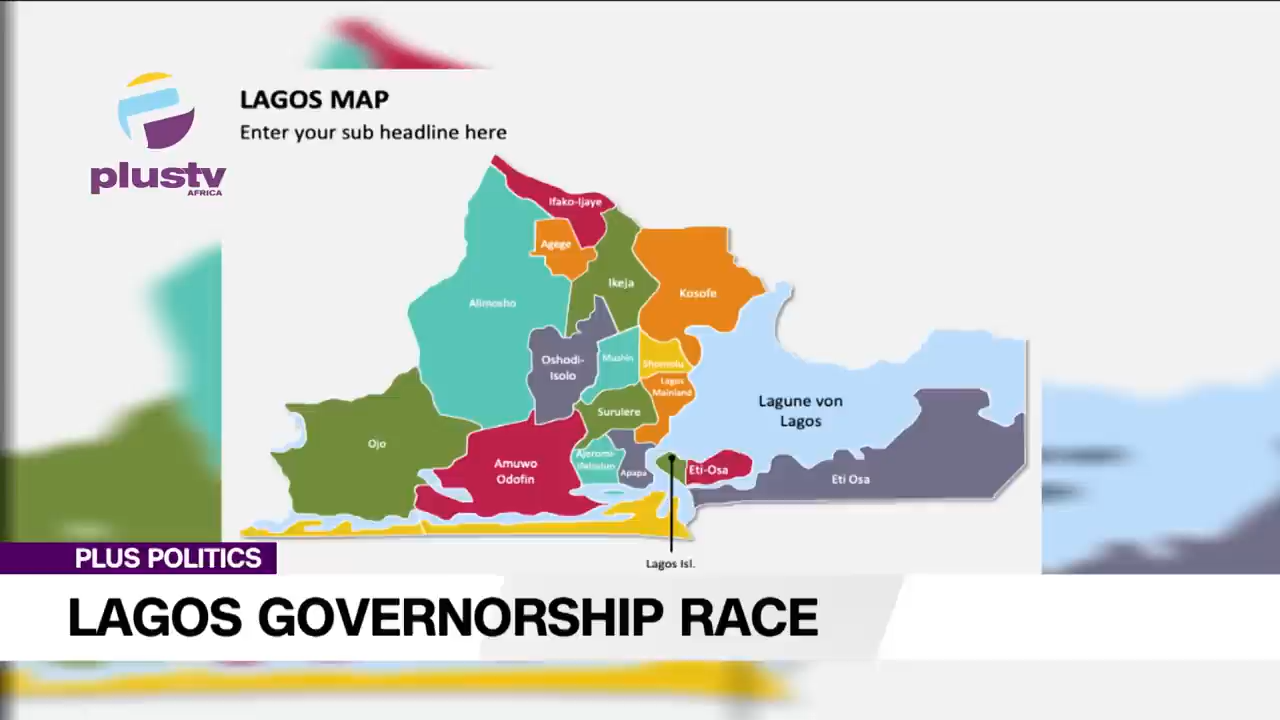 LAGOS MAP
Enter your sub headline here
plustv
AFRICA
Ifako-Ijaye
Agege
Ikeja
Kosofe
Alimosho
Oshodi-
Isolo
Mushin
Shomolu
Lagos
Mainland
Surulere
Lagune von
Lagos
Ojo
Amuwo
Odofin
Ajeromi-
Apapa
Eti-Osa
Eti Osa
Lagos Isl.
PLUS POLITICS
LAGOS GOVERNORSHIP RACE